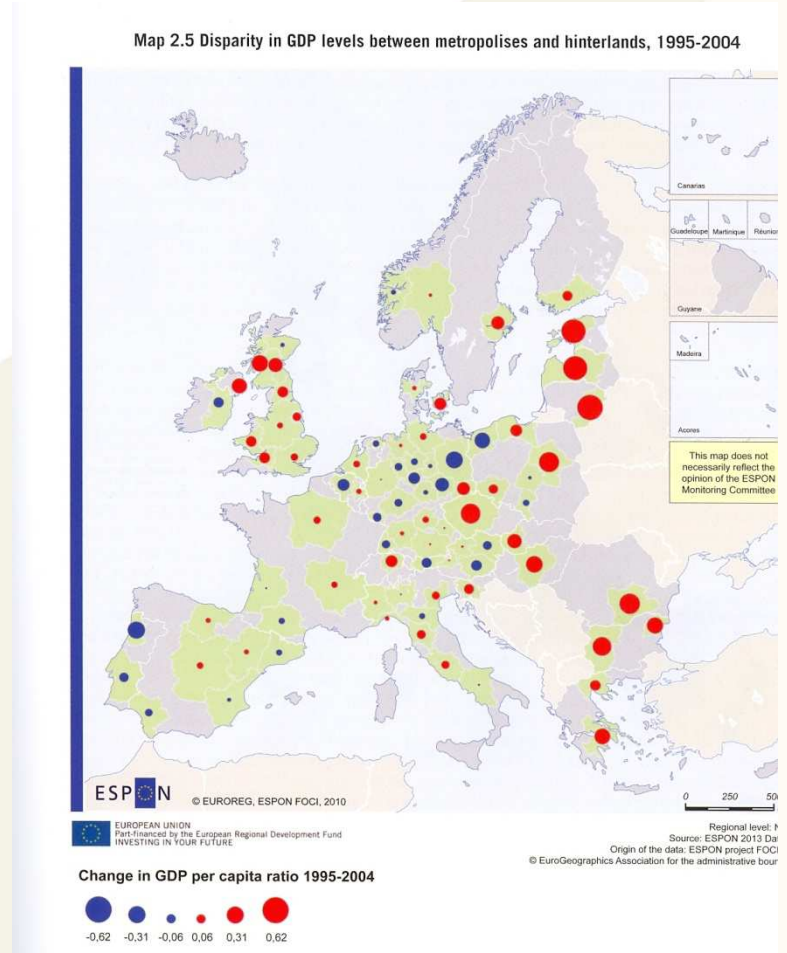 Map 2.5 Disparity in GDP levels between metropolises and hinterlands, 1995-2004
Canarias
Guadeloupe Martinique Réunion
Guyane
Madeira
Acores
This map does not
necessarily reflect the
opinion of the ESPON
Monitoring Committee
ESPON
© EUROREG, ESPON FOCI, 2010
0 250 50
EUROPEAN UNION
Part-financed by the European Regional Development Fund
INVESTING IN YOUR FUTURE
Regional level: N
Source: ESPON 2013 Dat
Origin of the data: ESPON project FOCI
© EuroGeographics Association for the administrative boun
Change in GDP per capita ratio 1995-2004
-0,62 -0,31 -0,06 0,06 0,31 0,62